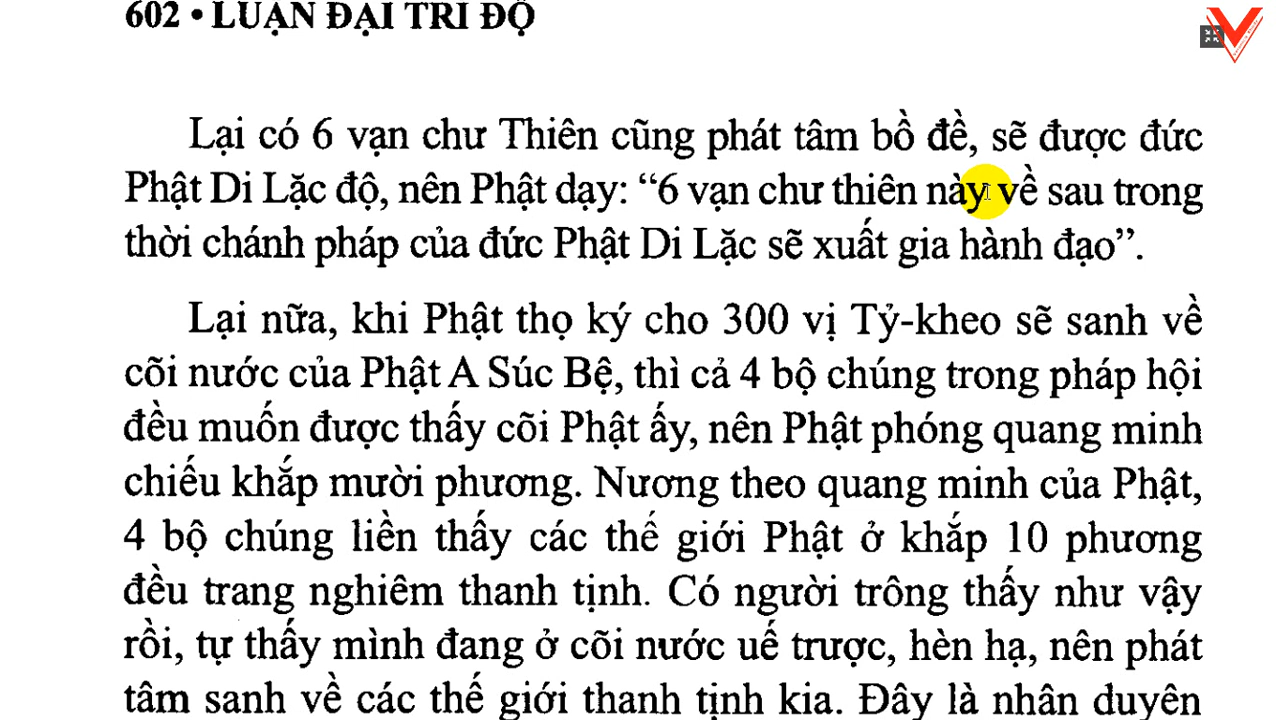 602 • LUẬN ĐẠI TRÍ ĐỘ
Lại có 6 vạn chư Thiên cũng phát tâm bồ đề, sẽ được đức
Phật Di Lặc độ, nên Phật dạy: “6 vạn chư thiên này về sau trong
thời chánh pháp của đức Phật Di Lặc sẽ xuất gia hành đạo”.
Lại nữa, khi Phật thọ ký cho 300 vị Tỷ-kheo sẽ sanh về
cõi nước của Phật A Súc Bệ, thì cả 4 bộ chúng trong pháp hội
đều muốn được thấy cõi Phật ấy, nên Phật phóng quang minh
chiếu khắp mười phương. Nương theo quang minh của Phật,
4 bộ chúng liền thấy các thế giới Phật ở khắp 10 phương
đều trang nghiêm thanh tịnh. Có người trông thấy như vậy
rồi, tự thấy mình đang ở cõi nước uế trược, hèn hạ, nên phát
tâm sanh về các thế giới thanh tịnh kia. Đây là nhân duyên